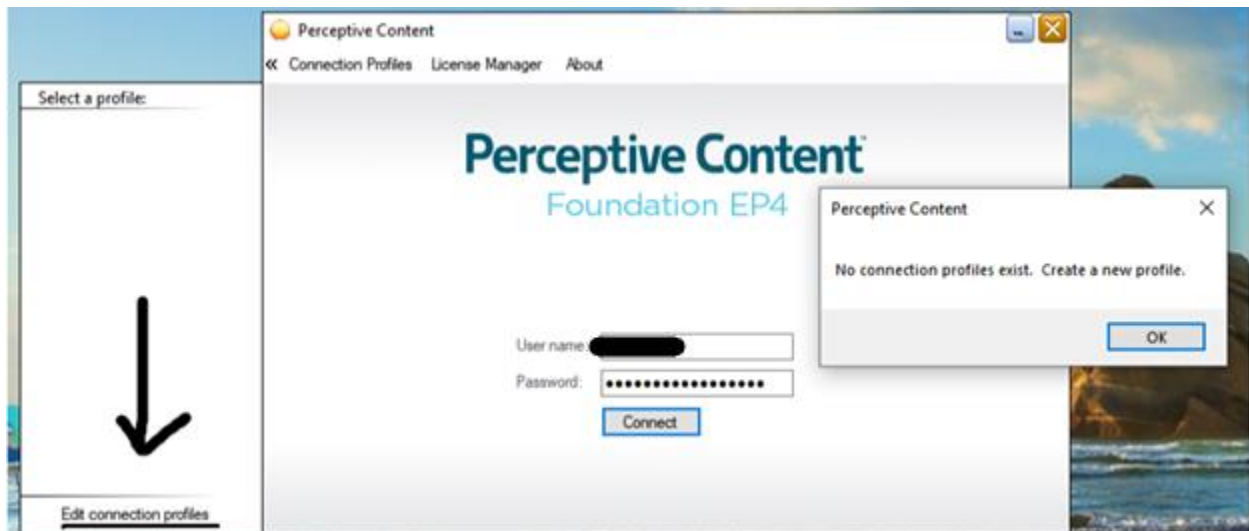 Perceptive Content
« Connection Profiles License Manager About
Select a profile:
Perceptive Content™
Foundation EP4
Perceptive Content
No connection profiles exist. Create a new profile.
OK
User name:
Password:
Connect
Edit connection profiles